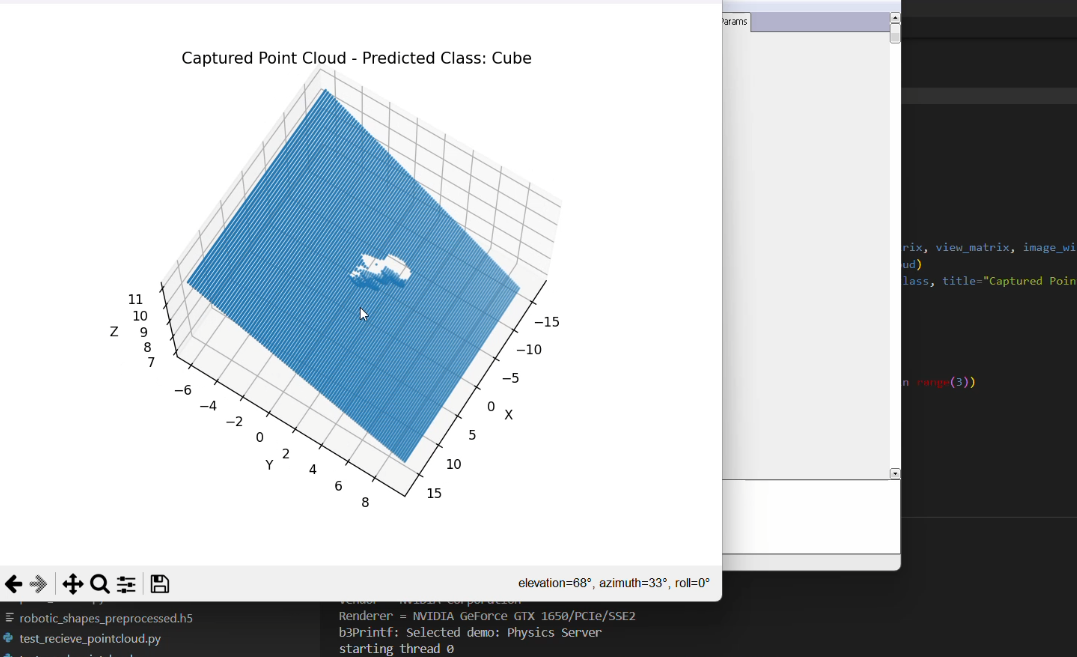 Params
Captured Point Cloud - Predicted Class: Cube
rix, view_matrix, image_wi
ud)
lass, title="Captured Poin
n range(3))
11
10
9
8
7
Z
−6
−4
−2
0
2
4
6
8
Y
−15
−10
−5
0
5
10
15
X
elevation=68°, azimuth=33°, roll=0°
robotic_shapes_preprocessed.h5
test_recieve_pointcloud.py
Renderer = NVIDIA GeForce GTX 1650/PCIe/SSE2
b3Printf: Selected demo: Physics Server
starting thread 0